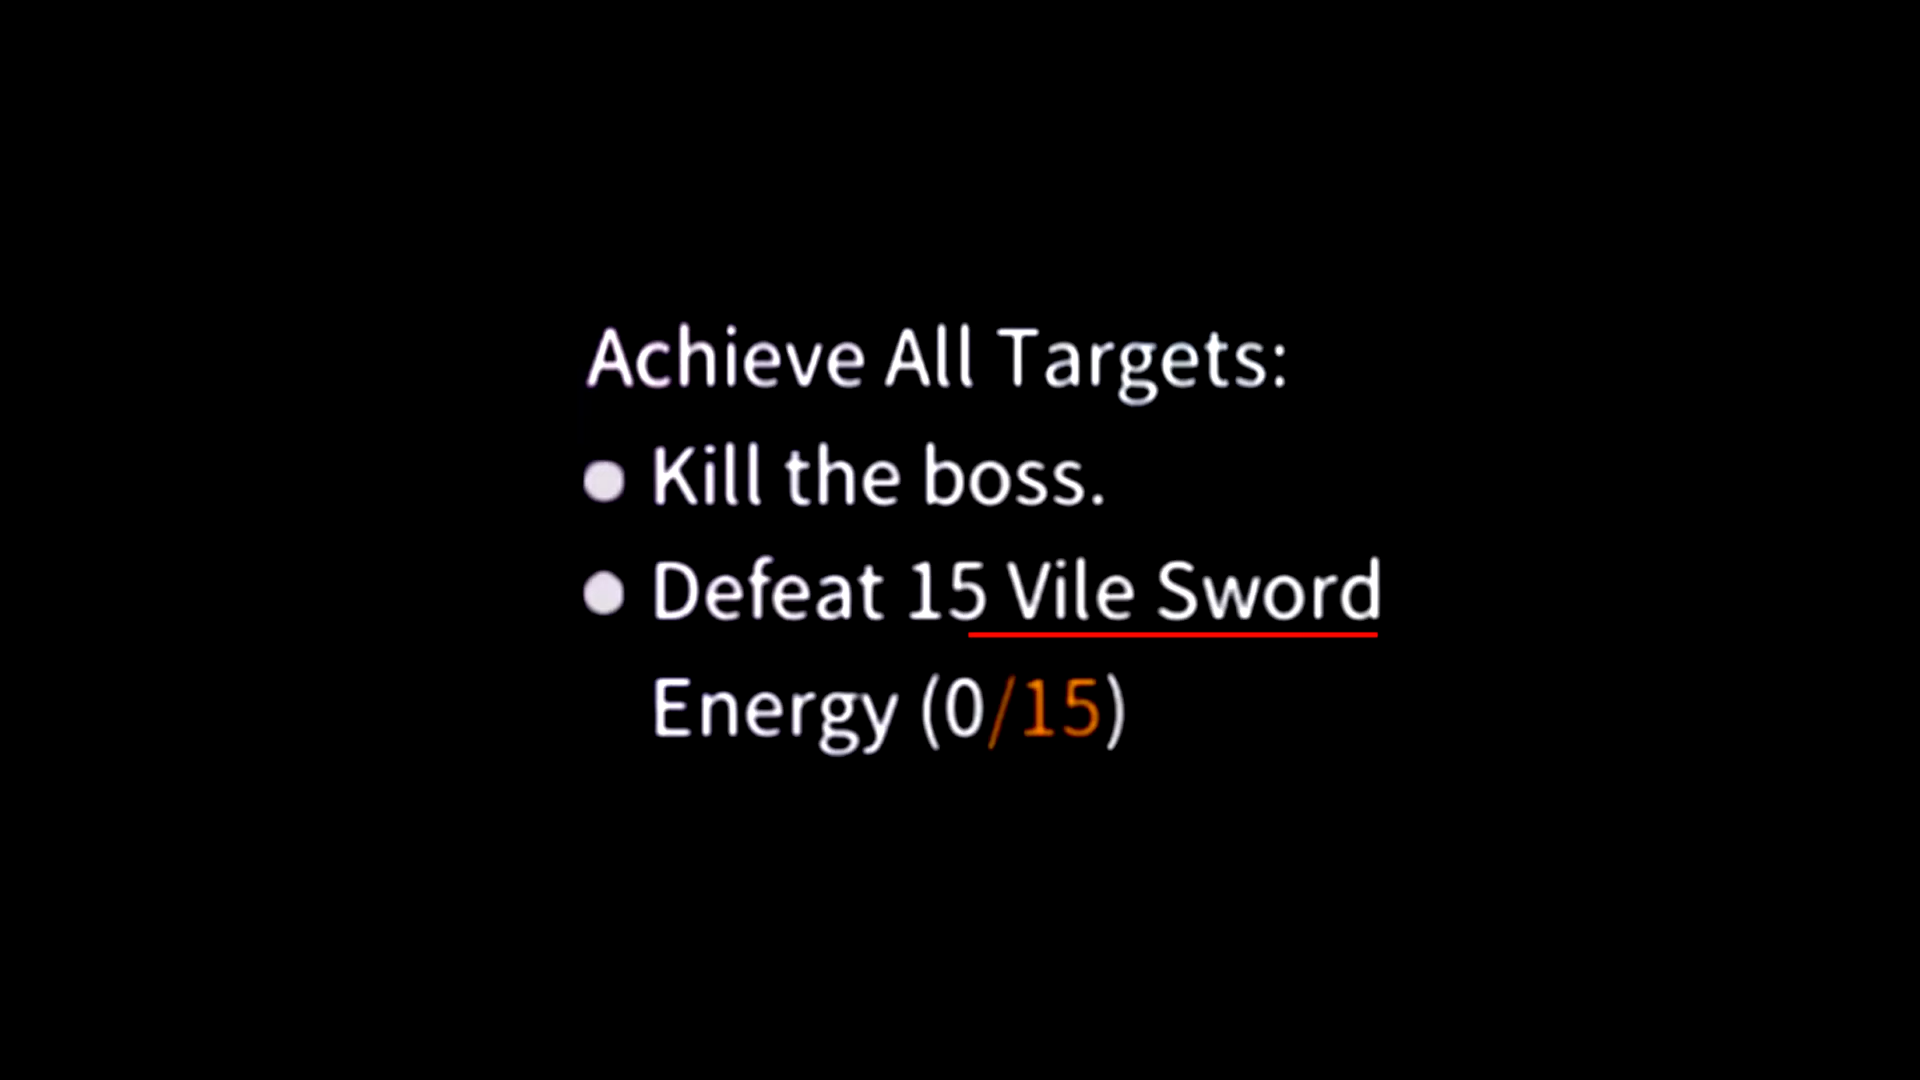 Achieve All Targets:
● Kill the boss.
● Defeat 15 Vile Sword
Energy (0/15)